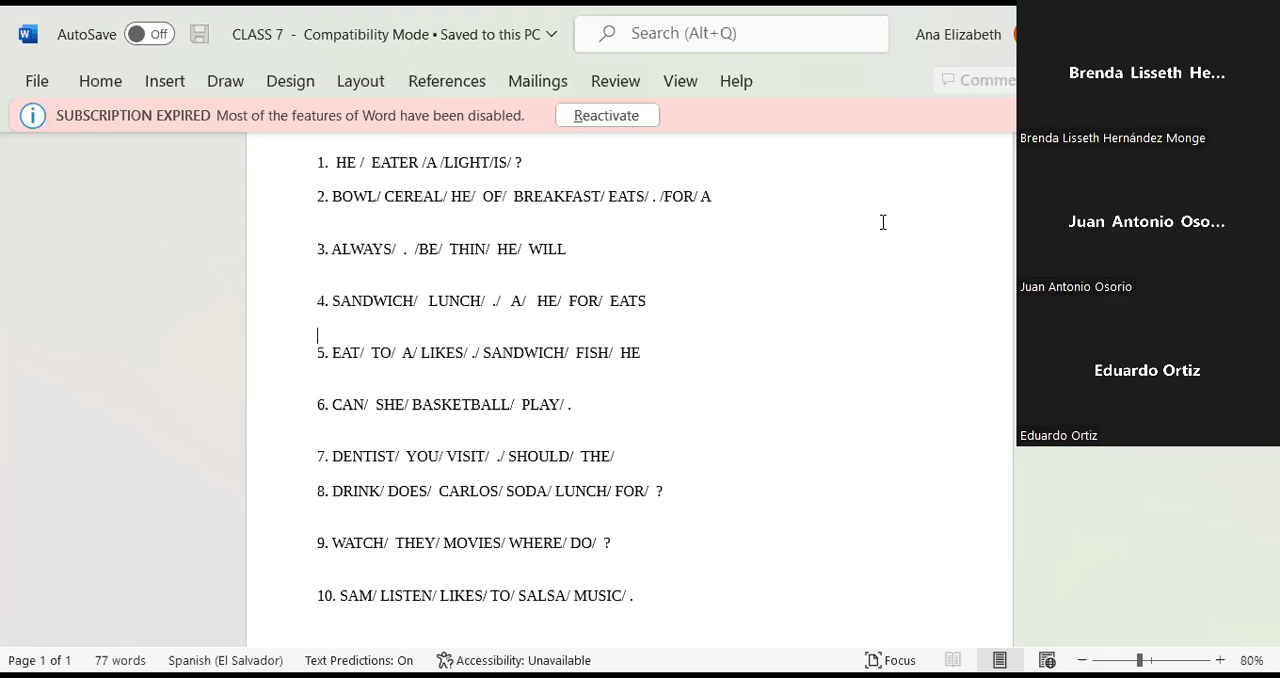 AutoSave Off CLASS 7 - Compatibility Mode • Saved to this PC Search (Alt+Q) Ana Elizabeth
File Home Insert Draw Design Layout References Mailings Review View Help Comme
SUBSCRIPTION EXPIRED Most of the features of Word have been disabled. Reactivate
1. HE / EATER /A /LIGHT/IS/ ?
2. BOWL/ CEREAL/ HE/ OF/ BREAKFAST/ EATS/ . /FOR/ A
3. ALWAYS/ . /BE/ THIN/ HE/ WILL
4. SANDWICH/ LUNCH/ ./ A/ HE/ FOR/ EATS
5. EAT/ TO/ A/ LIKES/ ./ SANDWICH/ FISH/ HE
6. CAN/ SHE/ BASKETBALL/ PLAY/ .
7. DENTIST/ YOU/ VISIT/ ./ SHOULD/ THE/
8. DRINK/ DOES/ CARLOS/ SODA/ LUNCH/ FOR/ ?
9. WATCH/ THEY/ MOVIES/ WHERE/ DO/ ?
10. SAM/ LISTEN/ LIKES/ TO/ SALSA/ MUSIC/ .
Brenda Lisseth He...
Brenda Lisseth Hernández Monge
Juan Antonio Oso...
Juan Antonio Osorio
Eduardo Ortiz
Eduardo Ortiz
Page 1 of 1 77 words Spanish (El Salvador) Text Predictions: On Accessibility: Unavailable Focus 80%